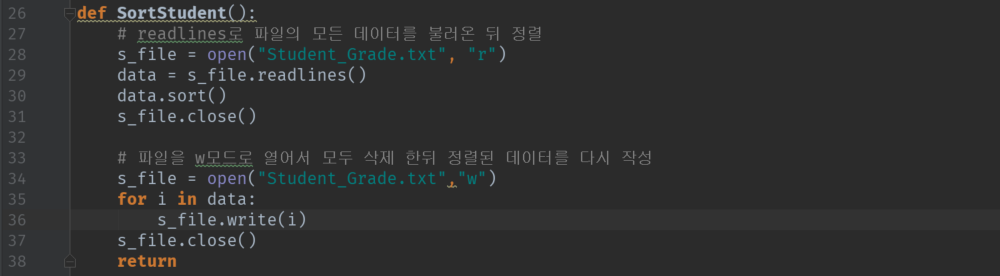 26 def SortStudent():
27     # readlines로 파일의 모든 데이터를 불러온 뒤 정렬
28     s_file = open("Student_Grade.txt", "r")
29     data = s_file.readlines()
30     data.sort()
31     s_file.close()
32
33     # 파일을 w모드로 열어서 모두 삭제 한뒤 정렬된 데이터를 다시 작성
34     s_file = open("Student_Grade.txt","w")
35     for i in data:
36         s_file.write(i)
37     s_file.close()
38     return